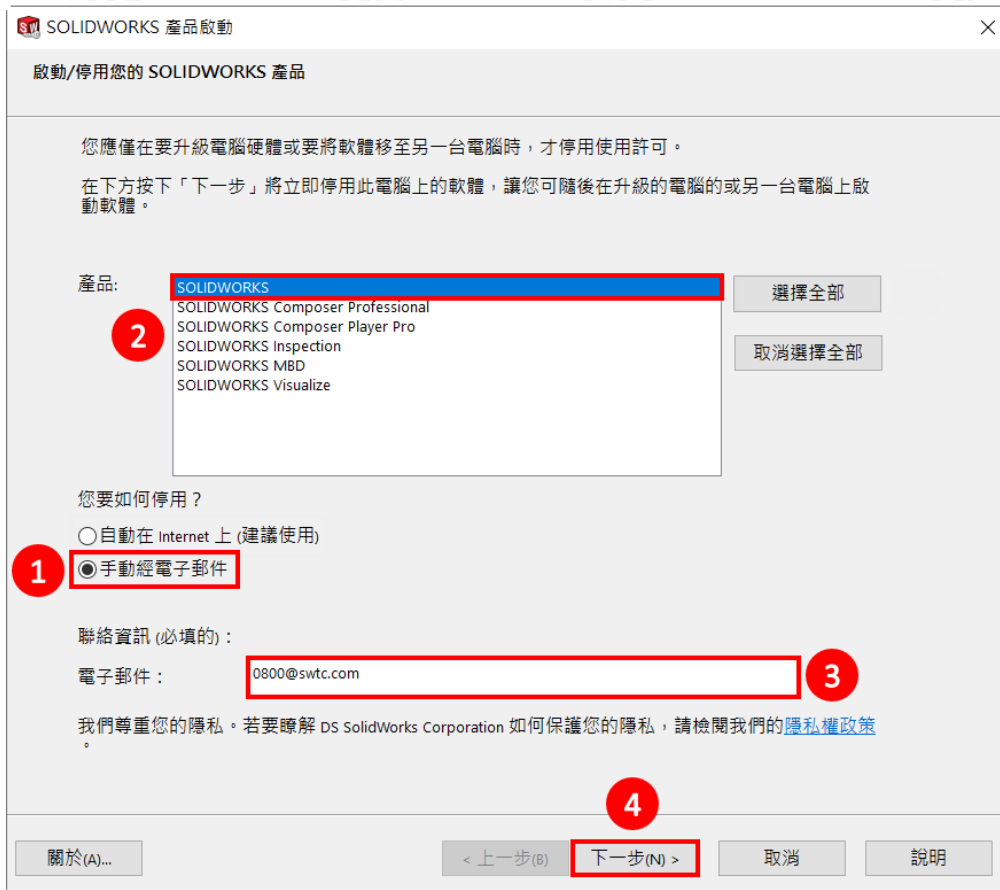 SW SOLIDWORKS 產品啟動
啟動/停用您的 SOLIDWORKS 產品
您應僅在要升級電腦硬體或要將軟體移至另一台電腦時，才停用使用許可。
在下方按下「下一步」將立即停用此電腦上的軟體，讓您可隨後在升級的電腦的或另一台電腦上啟
動軟體。
產品:
SOLIDWORKS
選擇全部
SOLIDWORKS Composer Professional
2
SOLIDWORKS Composer Player Pro
SOLIDWORKS Inspection
取消選擇全部
SOLIDWORKS MBD
SOLIDWORKS Visualize
您要如何停用？
自動在 Internet 上 (建議使用)
1
手動經電子郵件
聯絡資訊 (必填的)：
電子郵件：
0800@swtc.com
3
我們尊重您的隱私。若要瞭解 DS SolidWorks Corporation 如何保護您的隱私，請檢閱我們的隱私權政策
。
4
關於(A)...
< 上一步(B)
下一步(N) >
取消
說明